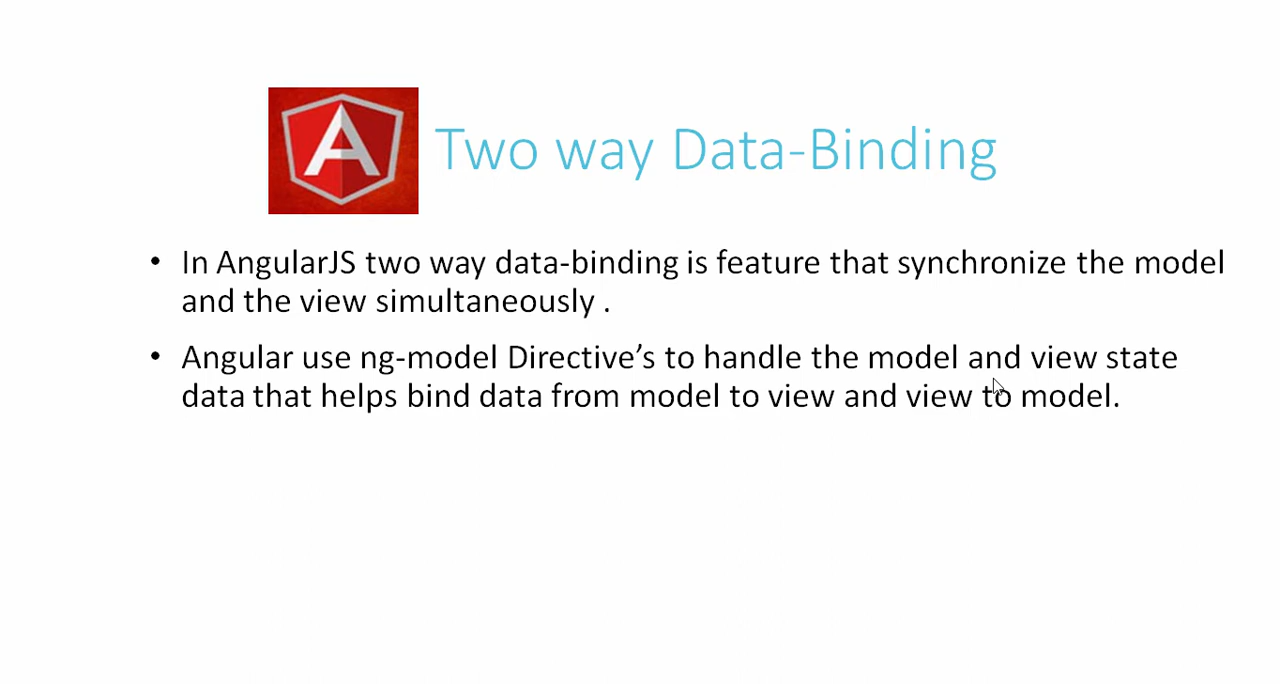 A
Two way Data-Binding
• In AngularJS two way data-binding is feature that synchronize the model
and the view simultaneously .
• Angular use ng-model Directive’s to handle the model and view state
data that helps bind data from model to view and view to model.